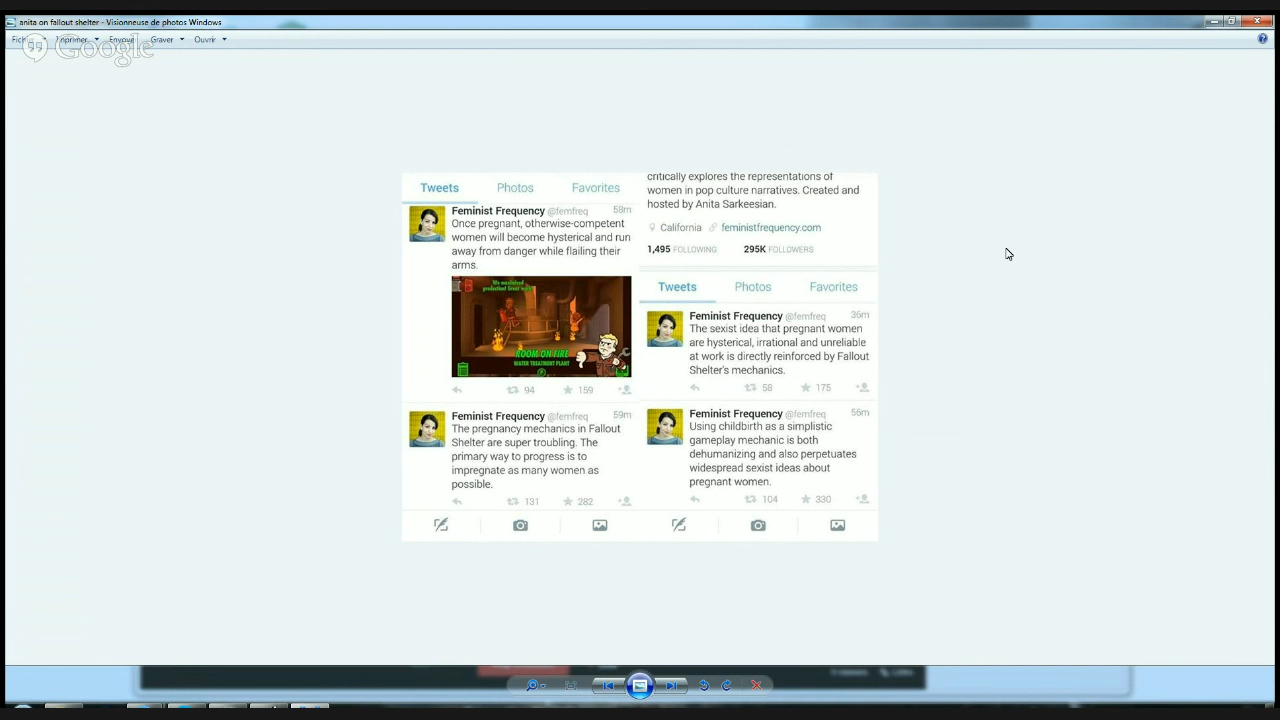 anita on fallout shelter - Visionneuse de photos Windows
Imprimer
Graver
Ouvrir
Google
Tweets
Photos
Favorites
Feminist Frequency @femfreq 58m
Once pregnant, otherwise-competent
women will become hysterical and run
away from danger while flailing their
arms.
We maximized
production! Great work!
ROOM ON FIRE
WATER TREATMENT PLANT
94
159
Feminist Frequency @femfreq 59m
The pregnancy mechanics in Fallout
Shelter are super troubling. The
primary way to progress is to
impregnate as many women as
possible.
131
282
critically explores the representations of
women in pop culture narratives. Created and
hosted by Anita Sarkeesian.
California feministfrequency.com
1,495 FOLLOWING 295K FOLLOWERS
Tweets
Photos
Favorites
Feminist Frequency @femfreq 36m
The sexist idea that pregnant women
are hysterical, irrational and unreliable
at work is directly reinforced by Fallout
Shelter's mechanics.
58
175
Feminist Frequency @femfreq 56m
Using childbirth as a simplistic
gameplay mechanic is both
dehumanizing and also perpetuates
widespread sexist ideas about
pregnant women.
104
330